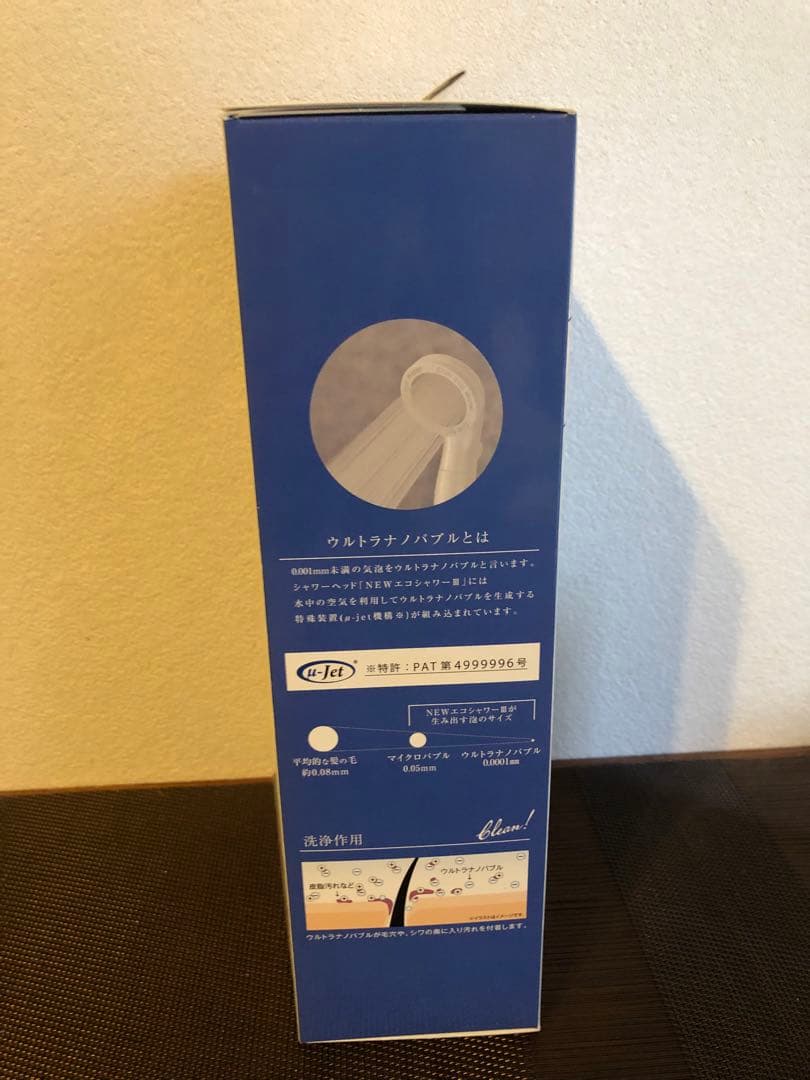 ウルトラナノバブルとは
0.001mm未満の気泡をウルトラナノバブルと言います。
シャワーヘッド「NEWエコシャワーⅢ」には
水中の空気を利用してウルトラナノバブルを生成する
特殊装置(μ-jet機構※)が組み込まれています。
μ-Jet® ※特許：PAT第4999996号
NEWエコシャワーⅢが
生み出す泡のサイズ
平均的な髪の毛
約0.08mm
マイクロバブル
0.05mm
ウルトラナノバブル
0.0001mm
洗浄作用
Clean!
皮脂汚れなど
ウルトラナノバブル
※イラストはイメージです
ウルトラナノバブルが毛穴や、シワの奥に入り汚れを付着します。